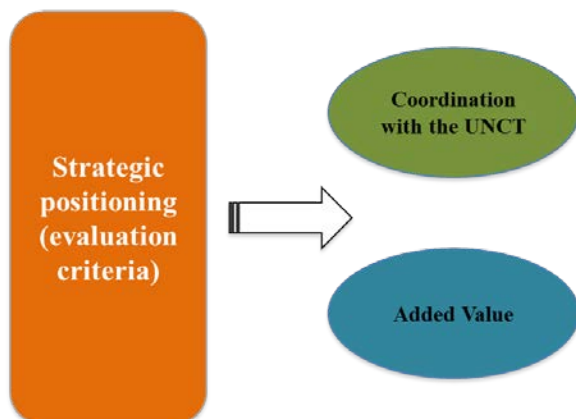 Strategic
positioning
(evaluation
criteria)
Coordination
with the UNCT
Added Value